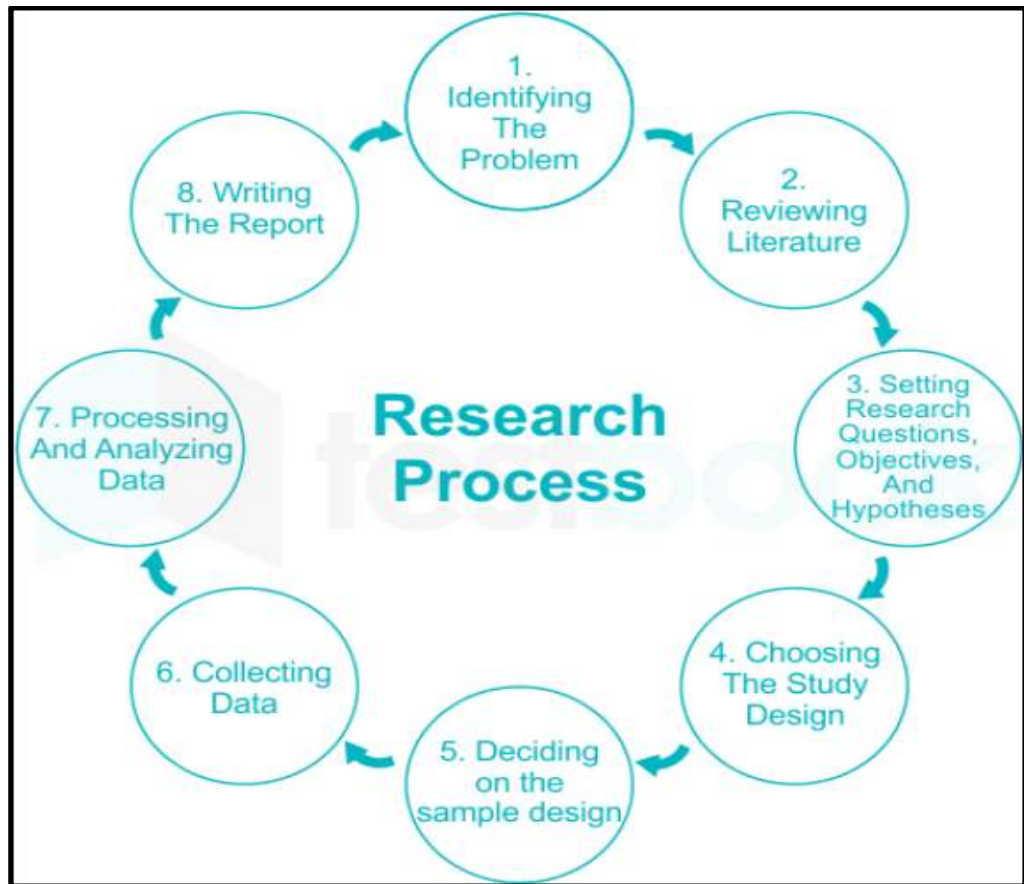 1.
Identifying
The
Problem
2.
Reviewing
Literature
3. Setting
Research
Questions,
Objectives,
And
Hypotheses
4. Choosing
The Study
Design
5. Deciding
on the
sample design
6. Collecting
Data
7. Processing
And Analyzing
Data
8. Writing
The Report
Research
Process
testbook